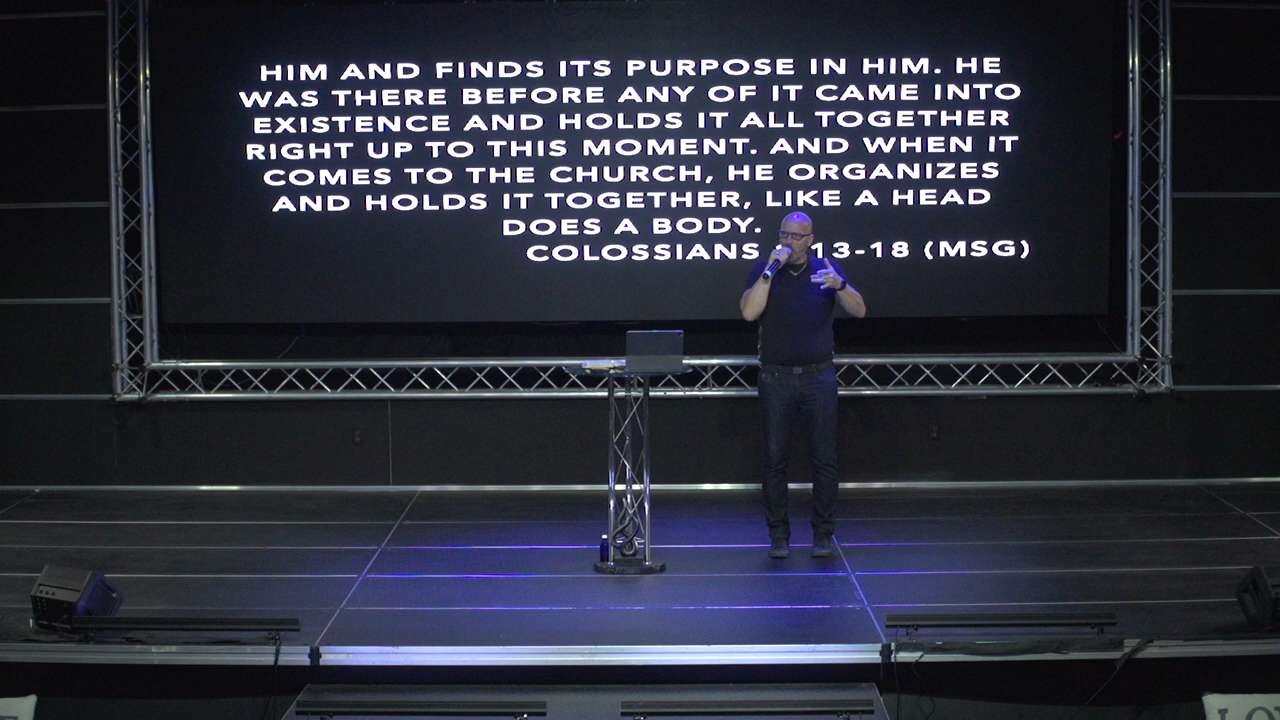 HIM AND FINDS ITS PURPOSE IN HIM. HE
WAS THERE BEFORE ANY OF IT CAME INTO
EXISTENCE AND HOLDS IT ALL TOGETHER
RIGHT UP TO THIS MOMENT. AND WHEN IT
COMES TO THE CHURCH, HE ORGANIZES
AND HOLDS IT TOGETHER, LIKE A HEAD
DOES A BODY.
COLOSSIANS 13-18 (MSG)